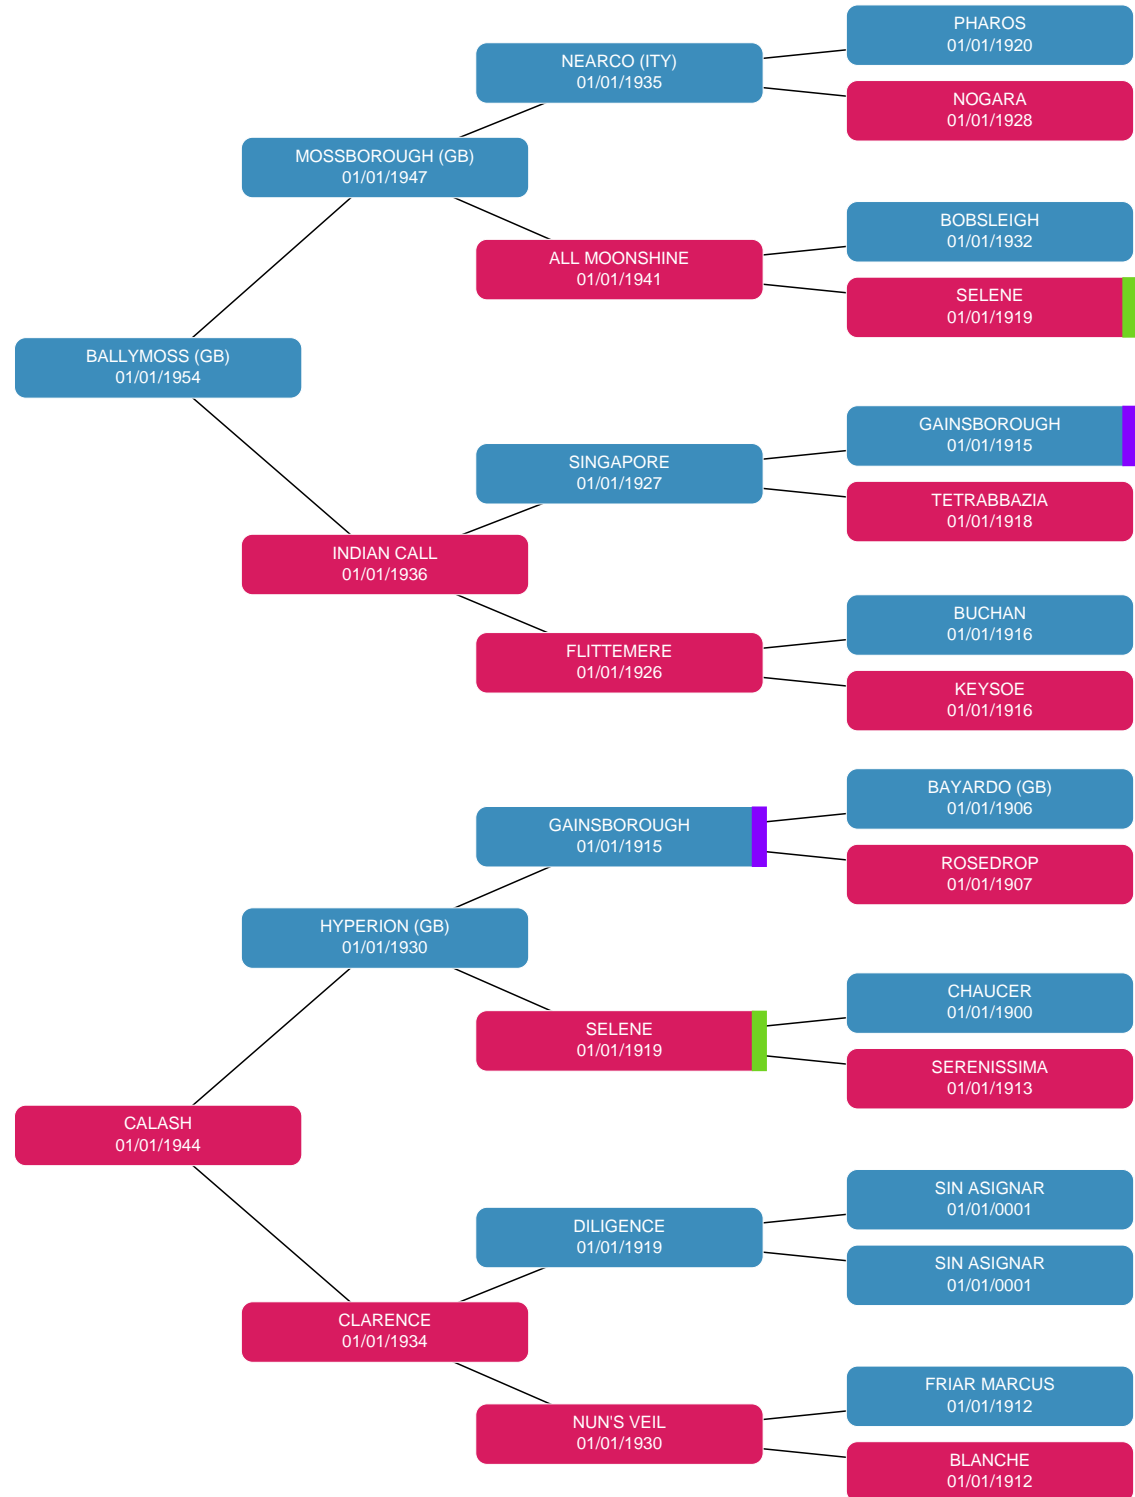 PHAROS
01/01/1920
NEARCO (ITY)
01/01/1935
NOGARA
01/01/1928
MOSSBOROUGH (GB)
01/01/1947
BOBSLEIGH
01/01/1932
ALL MOONSHINE
01/01/1941
SELENE
01/01/1919
BALLYMOSS (GB)
01/01/1954
GAINSBOROUGH
01/01/1915
SINGAPORE
01/01/1927
TETRABBAZIA
01/01/1918
INDIAN CALL
01/01/1936
BUCHAN
01/01/1916
FLITTEMERE
01/01/1926
KEYSOE
01/01/1916
BAYARDO (GB)
01/01/1906
GAINSBOROUGH
01/01/1915
ROSEDROP
01/01/1907
HYPERION (GB)
01/01/1930
CHAUCER
01/01/1900
SELENE
01/01/1919
SERENISSIMA
01/01/1913
CALASH
01/01/1944
SIN ASIGNAR
01/01/0001
DILIGENCE
01/01/1919
SIN ASIGNAR
01/01/0001
CLARENCE
01/01/1934
FRIAR MARCUS
01/01/1912
NUN'S VEIL
01/01/1930
BLANCHE
01/01/1912